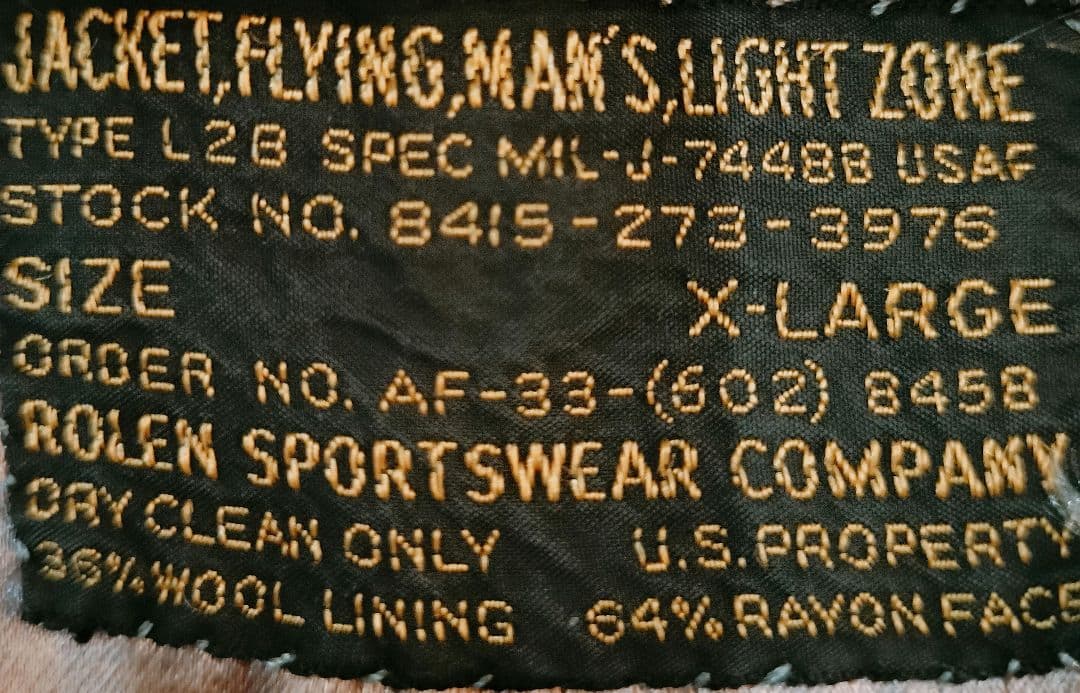 JACKET,FLYING,MAN'S,LIGHT ZONE
TYPE L2B SPEC MIL-J-7448B USAF
STOCK NO. 8415-273-3976
SIZE X-LARGE
ORDER NO. AF-33-(602) 8458
ROLEN SPORTSWEAR COMPANY
DRY CLEAN ONLY U.S.PROPERTY
36% WOOL LINING 64% RAYON FACE